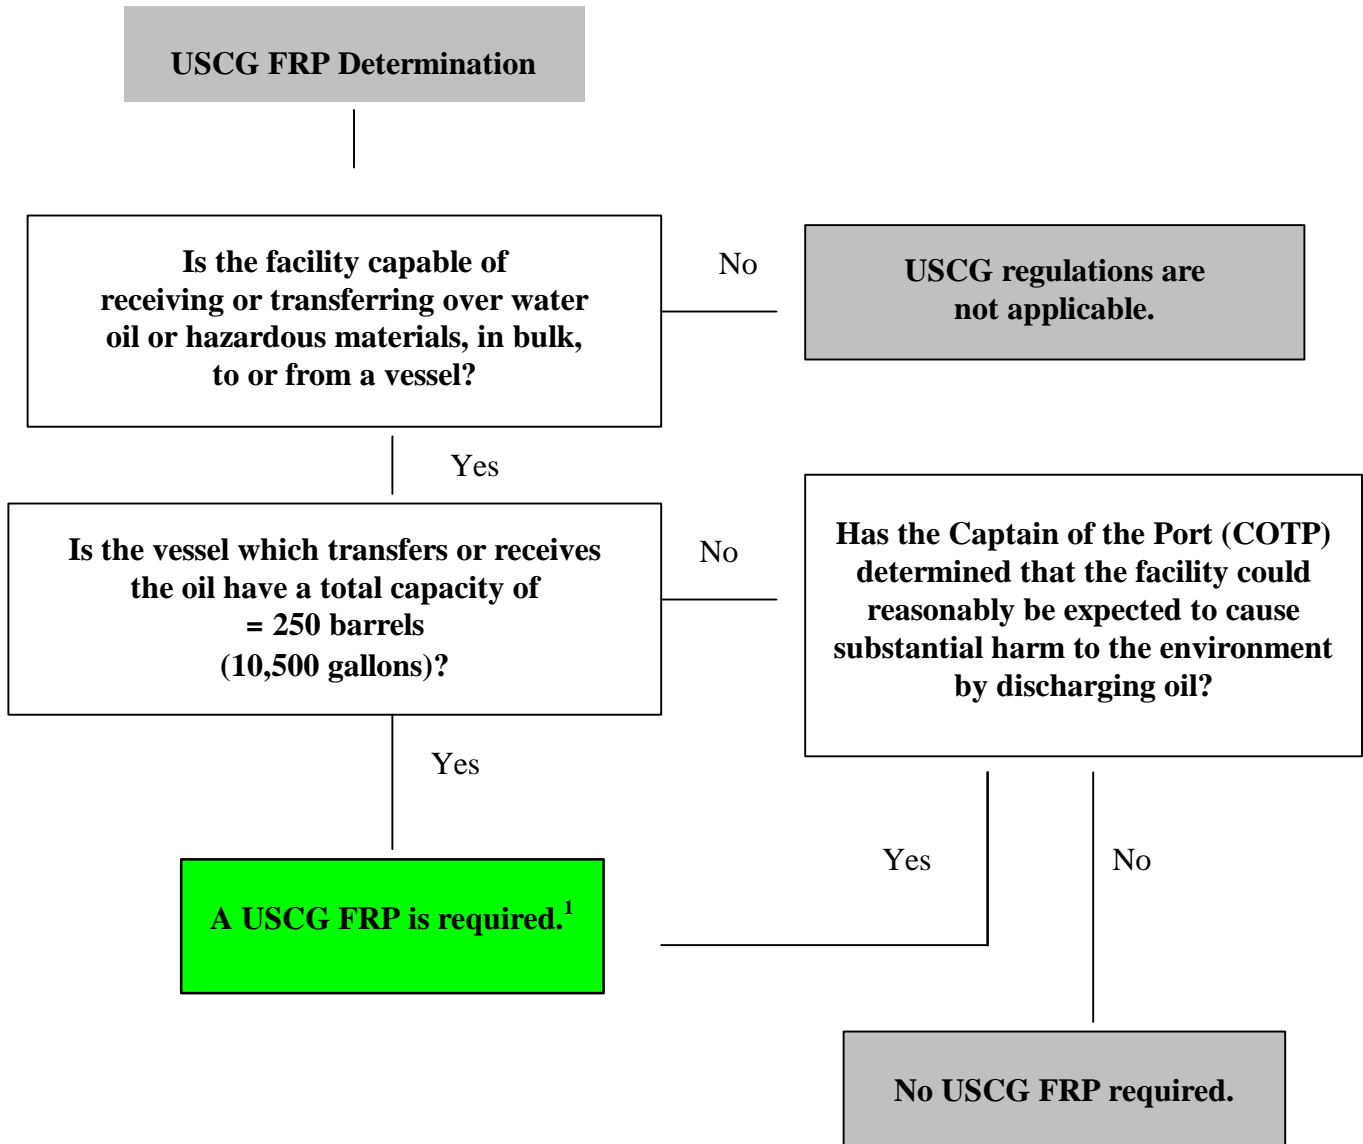 USCG FRP Determination
Is the facility capable of
receiving or transferring over water
oil or hazardous materials, in bulk,
to or from a vessel?
No
USCG regulations are
not applicable.
Yes
Is the vessel which transfers or receives
the oil have a total capacity of
= 250 barrels
(10,500 gallons)?
No
Has the Captain of the Port (COTP)
determined that the facility could
reasonably be expected to cause
substantial harm to the environment
by discharging oil?
Yes
A USCG FRP is required.¹
Yes
No
No USCG FRP required.